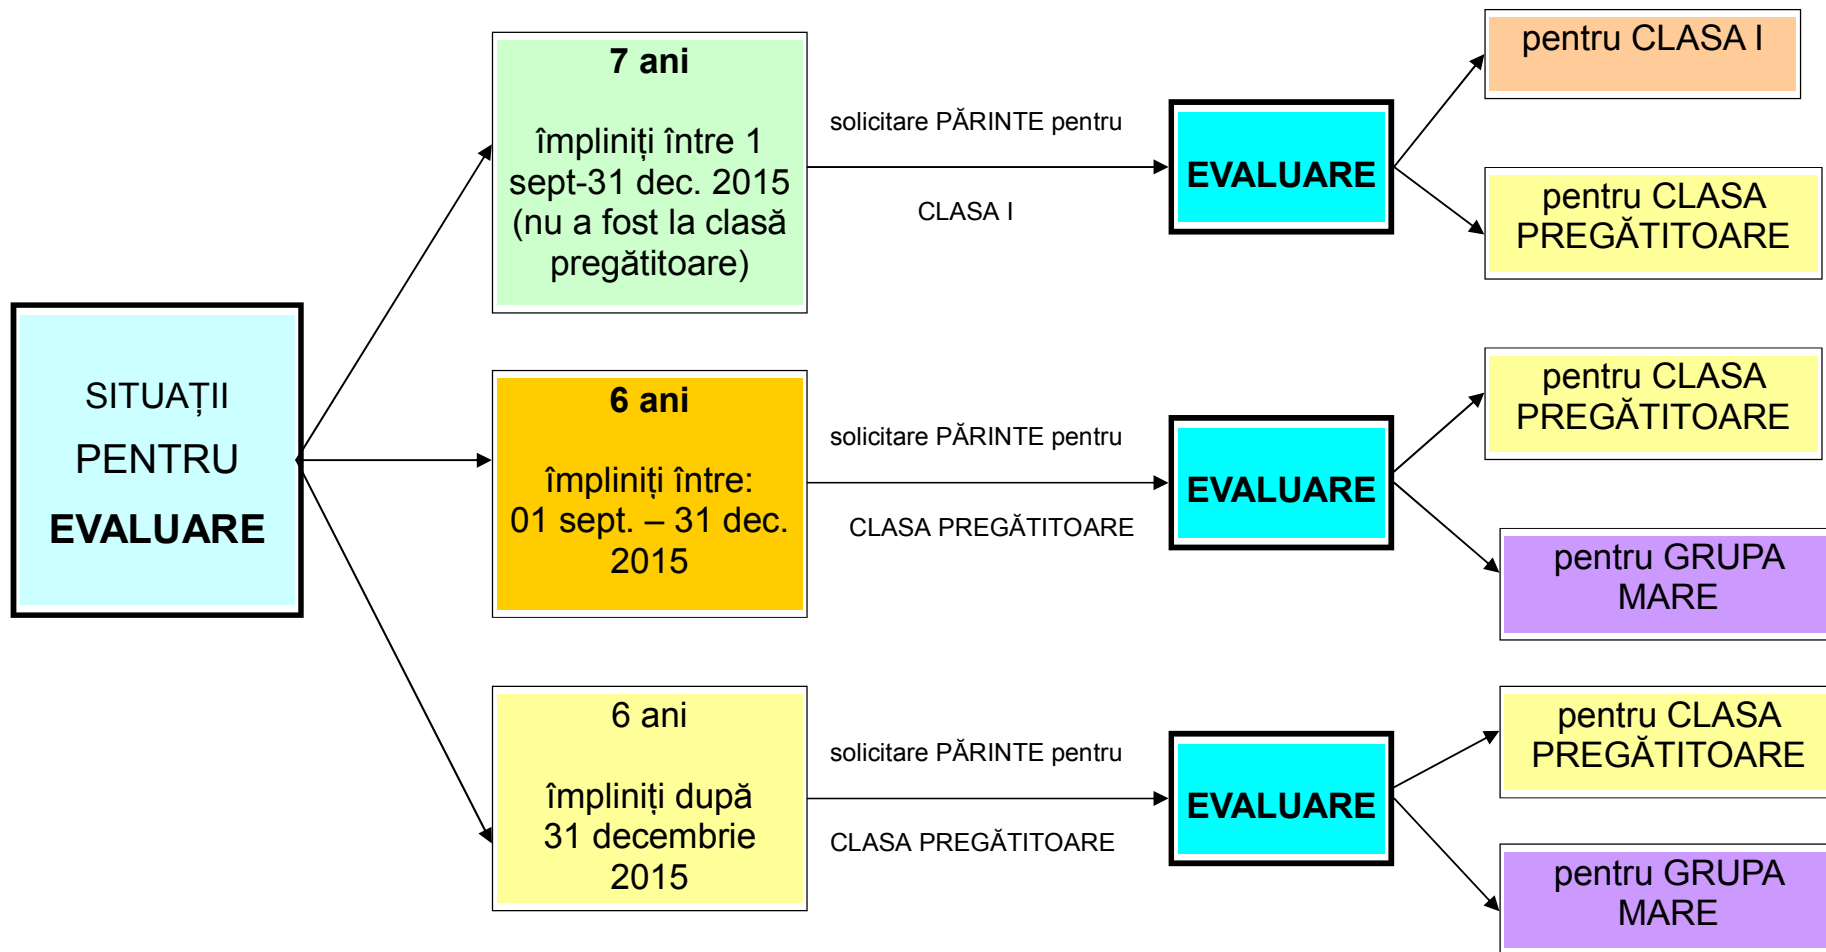 SITUAȚII
PENTRU
EVALUARE
7 ani
împliniți între 1
sept-31 dec. 2015
(nu a fost la clasă
pregătitoare)
solicitare PĂRINTE pentru
CLASA I
EVALUARE
pentru CLASA I
pentru CLASA
PREGĂTITOARE
6 ani
împliniți între:
01 sept. – 31 dec.
2015
solicitare PĂRINTE pentru
CLASA PREGĂTITOARE
EVALUARE
pentru CLASA
PREGĂTITOARE
pentru GRUPA
MARE
6 ani
împliniți după
31 decembrie
2015
solicitare PĂRINTE pentru
CLASA PREGĂTITOARE
EVALUARE
pentru CLASA
PREGĂTITOARE
pentru GRUPA
MARE